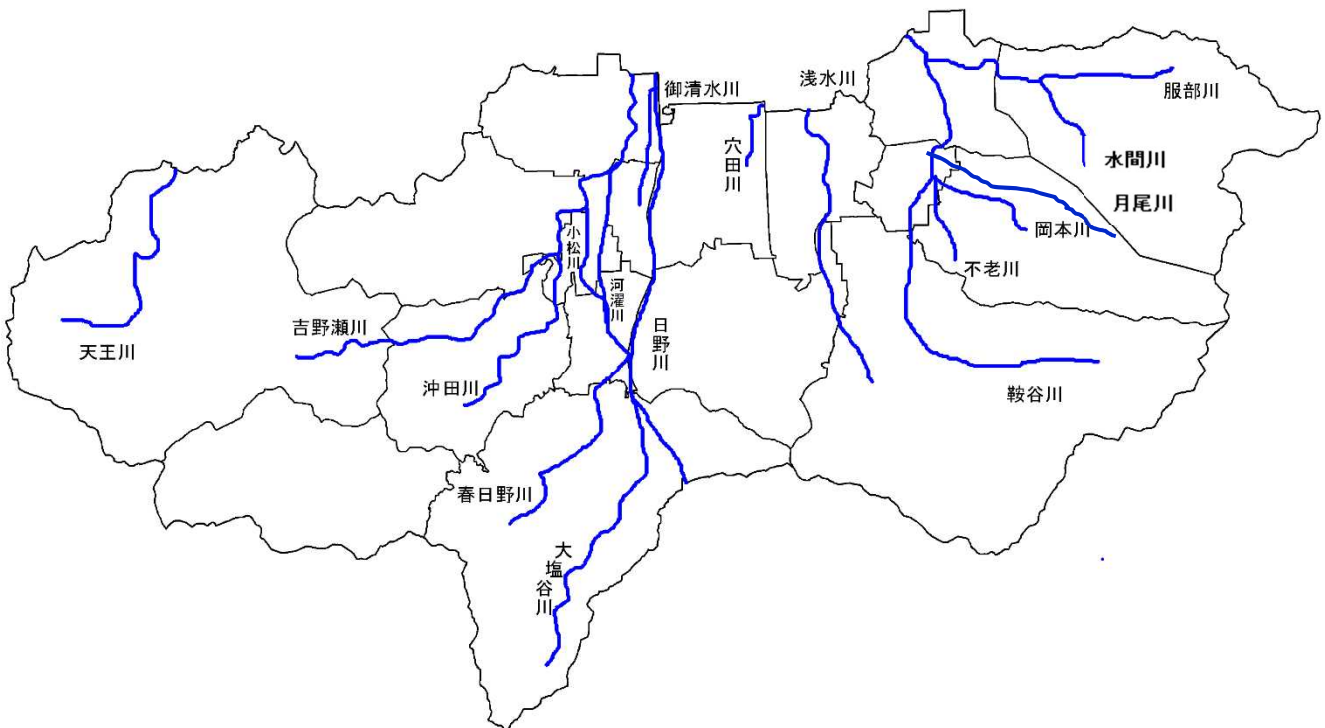 御清水川
浅水川
服部川
穴田川
水間川
月尾川
岡本川
小松川
不老川
河濯川
日野川
吉野瀬川
天王川
沖田川
鞍谷川
春日野川
大塩谷川